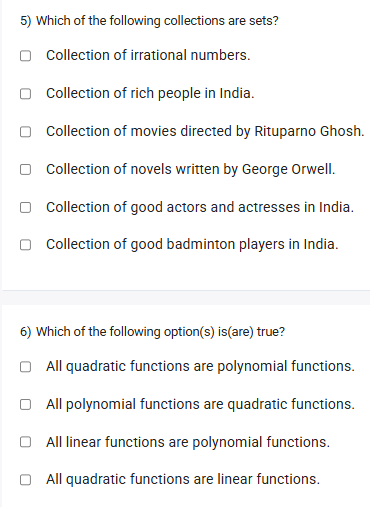 5) Which of the following collections are sets?
Collection of irrational numbers.
Collection of rich people in India.
Collection of movies directed by Rituparno Ghosh.
Collection of novels written by George Orwell.
Collection of good actors and actresses in India.
Collection of good badminton players in India.
6) Which of the following option(s) is(are) true?
All quadratic functions are polynomial functions.
All polynomial functions are quadratic functions.
All linear functions are polynomial functions.
All quadratic functions are linear functions.